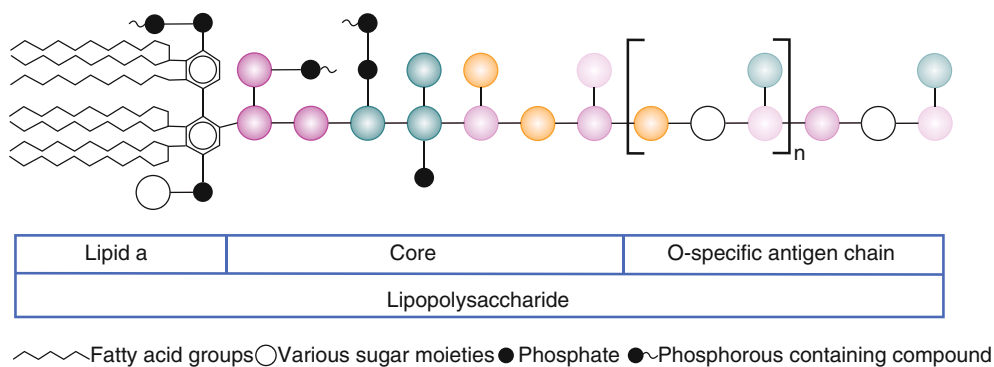 n
Lipid a Core O-specific antigen chain
Lipopolysaccharide
Fatty acid groups Various sugar moieties Phosphate Phosphorous containing compound